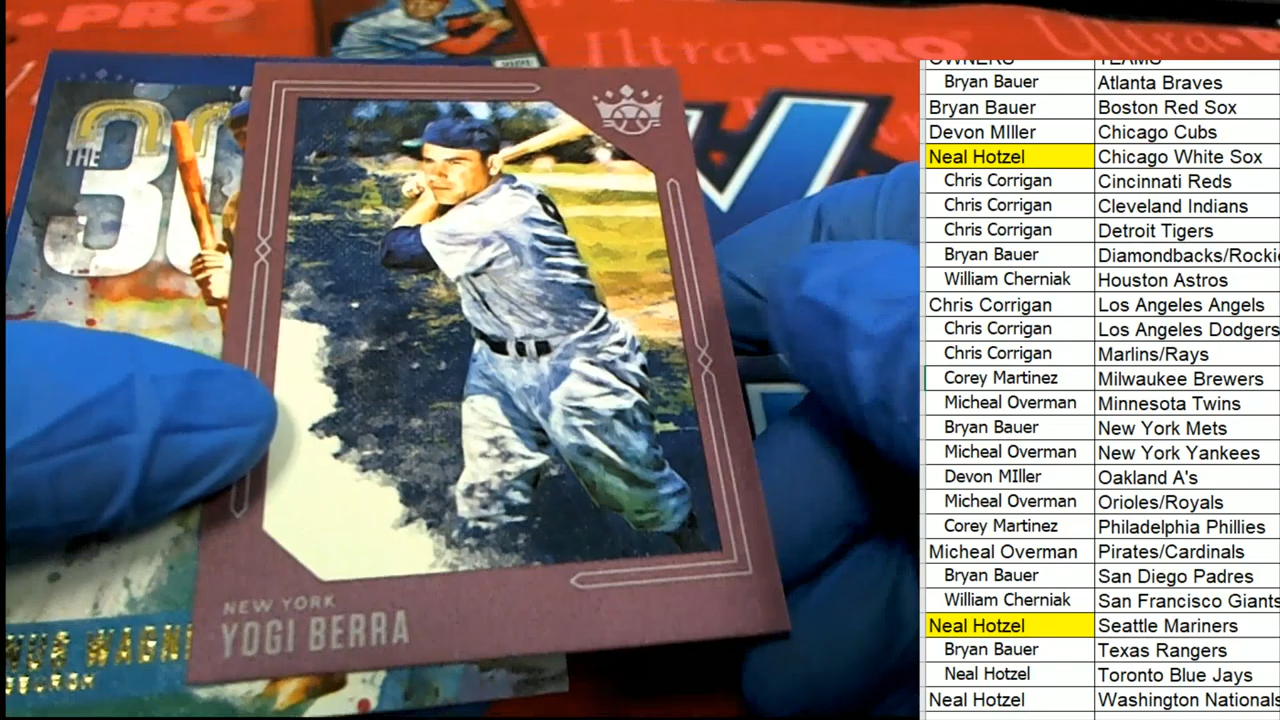 Ultra•PRO
Ultra•PRO
THE
30
NEW YORK
YOGI BERRA
OWNERS TEAMS
Bryan Bauer Atlanta Braves
Bryan Bauer Boston Red Sox
Devon MIller Chicago Cubs
Neal Hotzel Chicago White Sox
Chris Corrigan Cincinnati Reds
Chris Corrigan Cleveland Indians
Chris Corrigan Detroit Tigers
Bryan Bauer Diamondbacks/Rockie
William Cherniak Houston Astros
Chris Corrigan Los Angeles Angels
Chris Corrigan Los Angeles Dodgers
Chris Corrigan Marlins/Rays
Corey Martinez Milwaukee Brewers
Micheal Overman Minnesota Twins
Bryan Bauer New York Mets
Micheal Overman New York Yankees
Devon MIller Oakland A's
Micheal Overman Orioles/Royals
Corey Martinez Philadelphia Phillies
Micheal Overman Pirates/Cardinals
Bryan Bauer San Diego Padres
William Cherniak San Francisco Giants
Neal Hotzel Seattle Mariners
Bryan Bauer Texas Rangers
Neal Hotzel Toronto Blue Jays
Neal Hotzel Washington Nationals